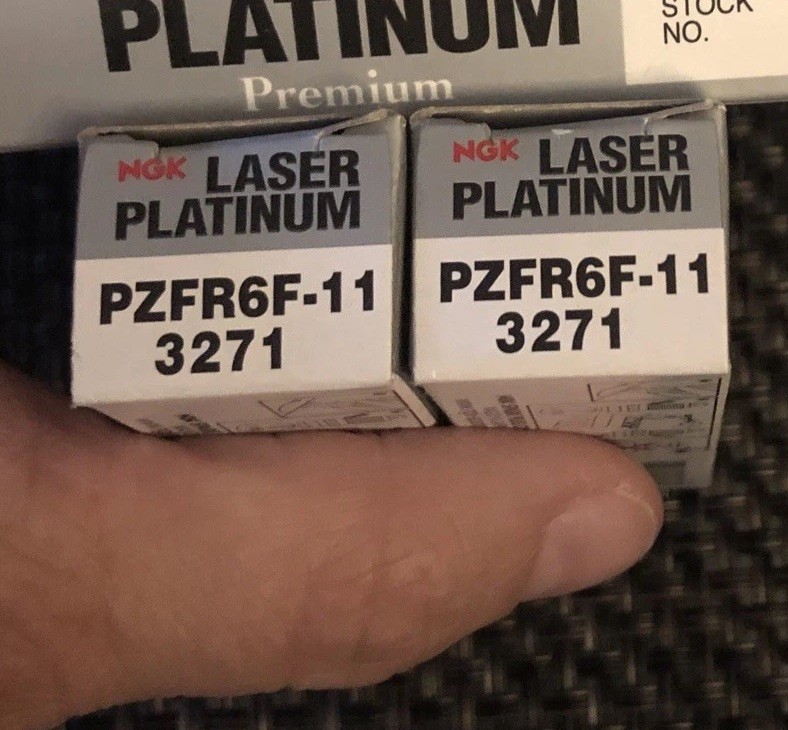 PLATINUM
Premium
STOCK
NO.
NGK LASER
PLATINUM
PZFR6F-11
3271
NGK LASER
PLATINUM
PZFR6F-11
3271